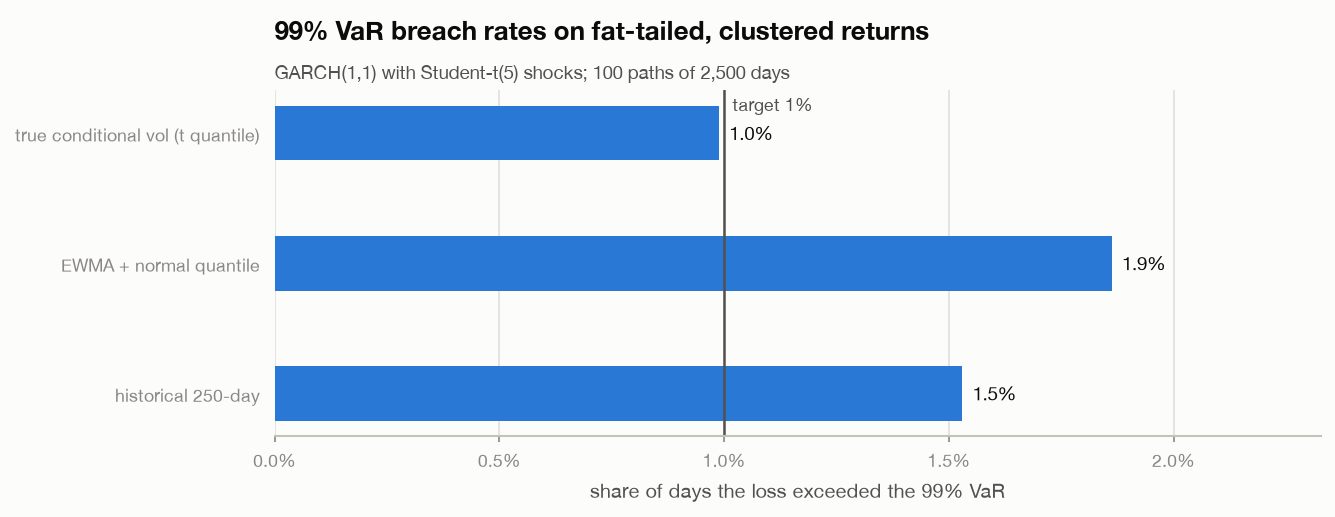 99% VaR breach rates on fat-tailed, clustered returns
GARCH(1,1) with Student-t(5) shocks; 100 paths of 2,500 days
target 1%
true conditional vol (t quantile)
1.0%
EWMA + normal quantile
1.9%
historical 250-day
1.5%
0.0%
0.5%
1.0%
1.5%
2.0%
share of days the loss exceeded the 99% VaR